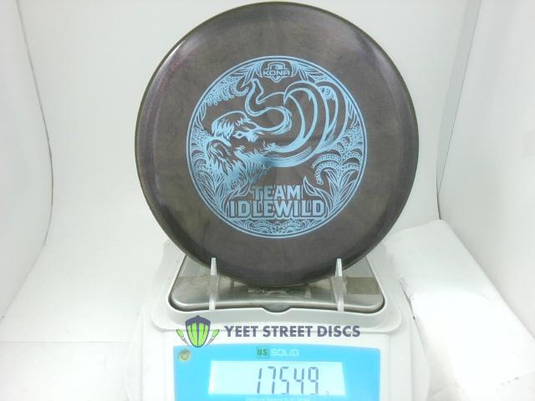 KONA
TEAM
IDLEWILD
YEET STREET DISCS
US SOLID
175.49